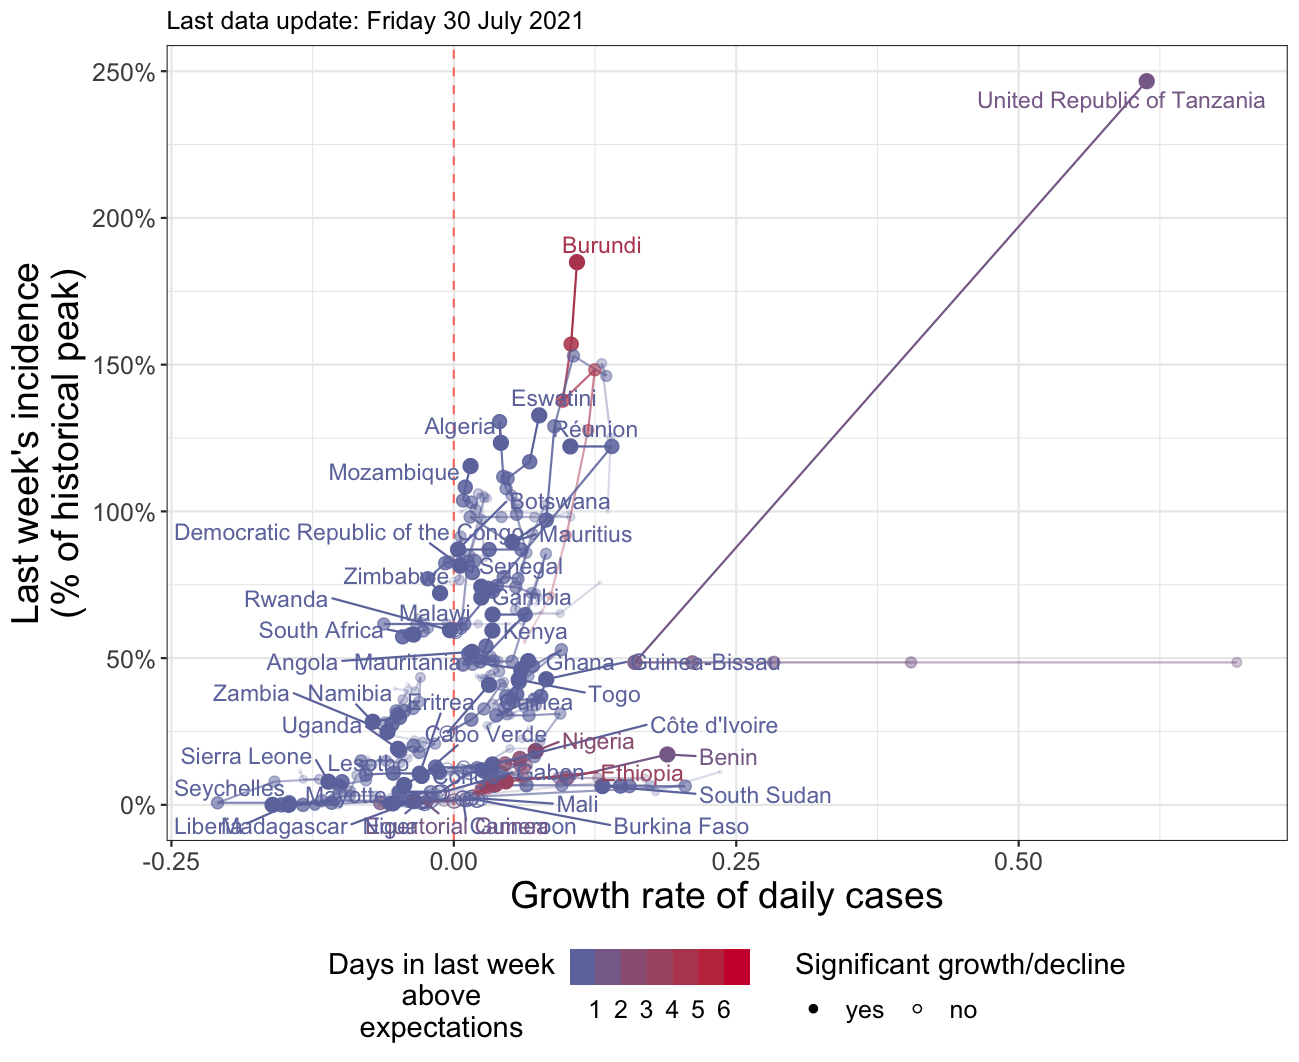 Last data update: Friday 30 July 2021
Last week's incidence
(% of historical peak)
250%
200%
150%
100%
50%
0%
United Republic of Tanzania
Burundi
Eswatini
Algeria
Réunion
Mozambique
Botswana
Democratic Republic of the Congo
Mauritius
Zimbabwe
Senegal
Rwanda
Gambia
Malawi
South Africa
Kenya
Angola
Mauritania
Ghana
Guinea-Bissau
Zambia
Namibia
Togo
Eritrea
Guinea
Uganda
Côte d'Ivoire
Cabo Verde
Nigeria
Sierra Leone
Benin
Lesotho
Gabon
Ethiopia
Seychelles
Mayotte
South Sudan
Mali
Liberia
Madagascar
Niger
Equatorial Guinea
Cameroon
Burkina Faso
-0.25
0.00
0.25
0.50
Growth rate of daily cases
Days in last week
above
expectations
1 2 3 4 5 6
Significant growth/decline
yes
no